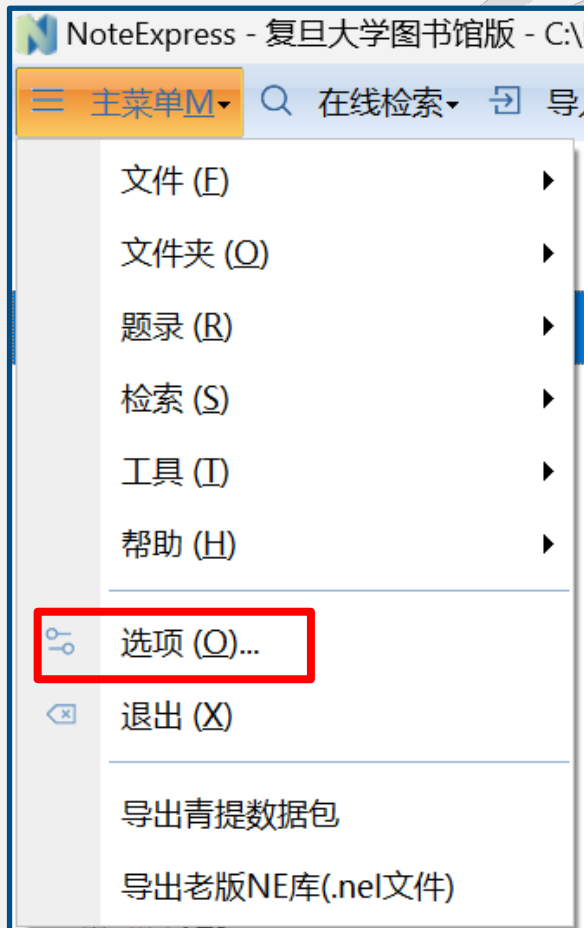 NoteExpress - 复旦大学图书馆版 - C:\
主菜单M 在线检索 导
文件 (F)
文件夹 (O)
题录 (R)
检索 (S)
工具 (T)
帮助 (H)
选项 (O)...
退出 (X)
导出青提数据包
导出老版NE库(.nel文件)